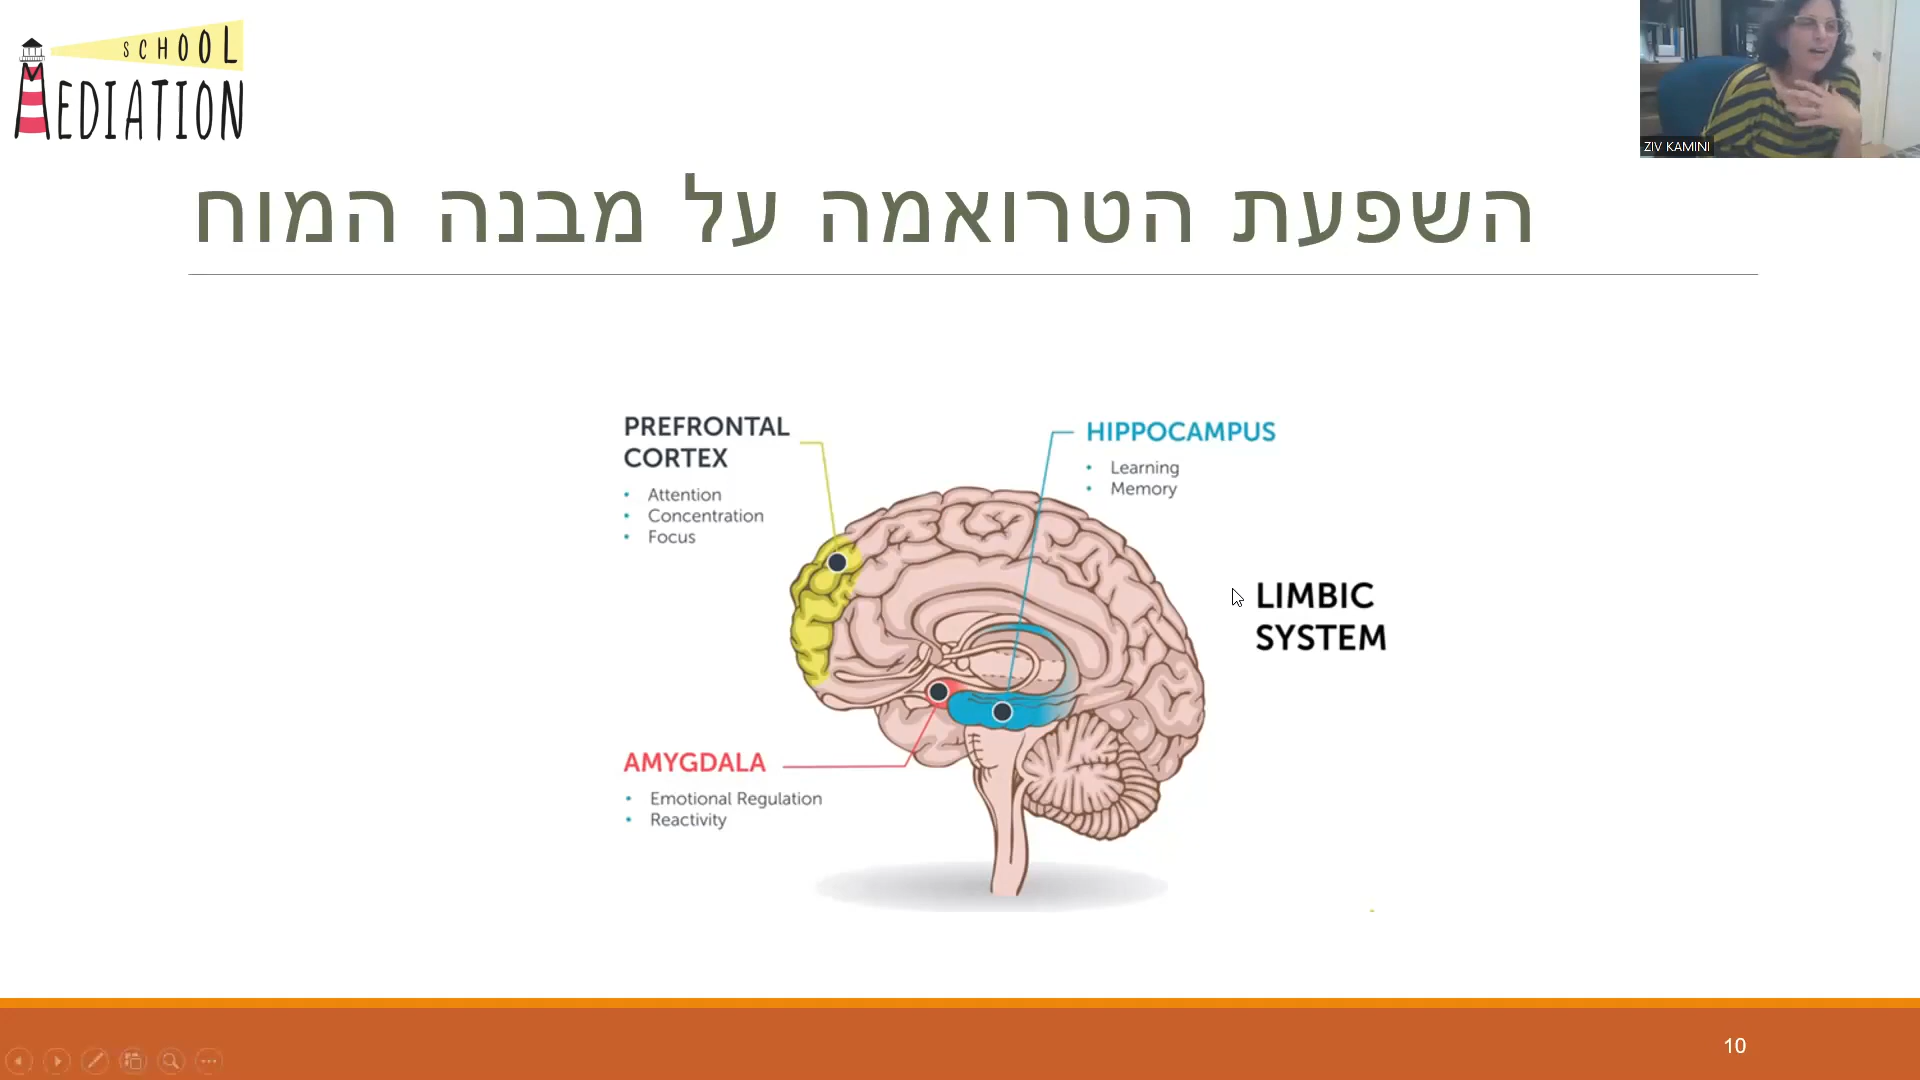 SCHOOL
MEDIATION
ZIV KAMINI
השפעת הטרואמה על מבנה המוח
PREFRONTAL
CORTEX
• Attention
• Concentration
• Focus
HIPPOCAMPUS
• Learning
• Memory
LIMBIC
SYSTEM
AMYGDALA
• Emotional Regulation
• Reactivity
10